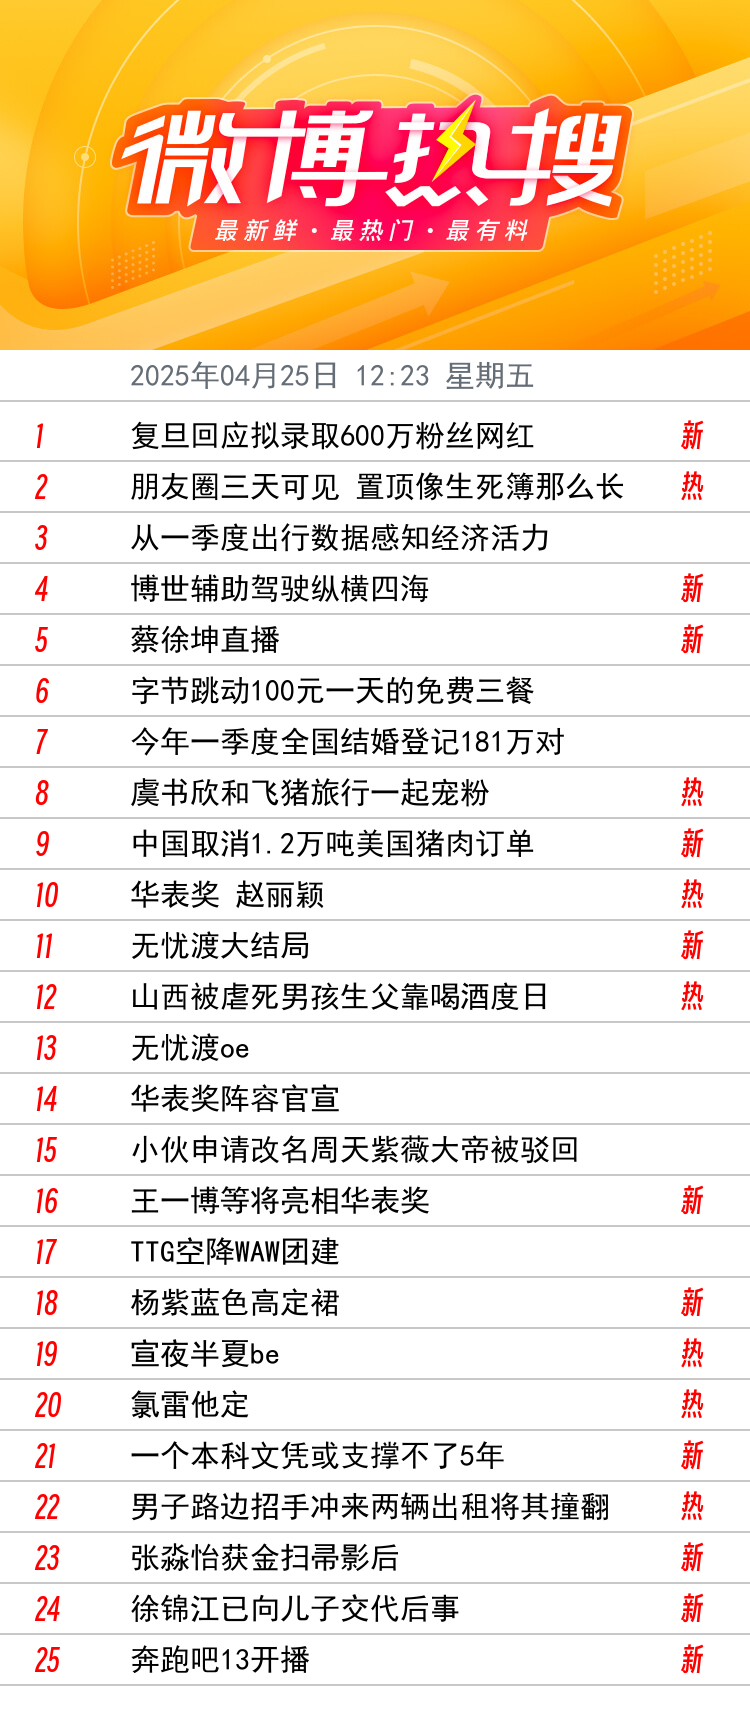 微博热搜
最新鲜·最热门·最有料
2025年04月25日 12:23 星期五
1 复旦回应拟录取600万粉丝网红 新
2 朋友圈三天可见 置顶像生死簿那么长 热
3 从一季度出行数据感知经济活力
4 博世辅助驾驶纵横四海 新
5 蔡徐坤直播 新
6 字节跳动100元一天的免费三餐
7 今年一季度全国结婚登记181万对
8 虞书欣和飞猪旅行一起宠粉 热
9 中国取消1.2万吨美国猪肉订单 新
10 华表奖 赵丽颖 热
11 无忧渡大结局 新
12 山西被虐死男孩生父靠喝酒度日 热
13 无忧渡oe
14 华表奖阵容官宣
15 小伙申请改名周天紫薇大帝被驳回
16 王一博等将亮相华表奖 新
17 TTG空降WAW团建
18 杨紫蓝色高定裙 新
19 宣夜半夏be 热
20 氯雷他定 热
21 一个本科文凭或支撑不了5年 新
22 男子路边招手冲来两辆出租将其撞翻 热
23 张淼怡获金扫帚影后 新
24 徐锦江已向儿子交代后事 新
25 奔跑吧13开播 新